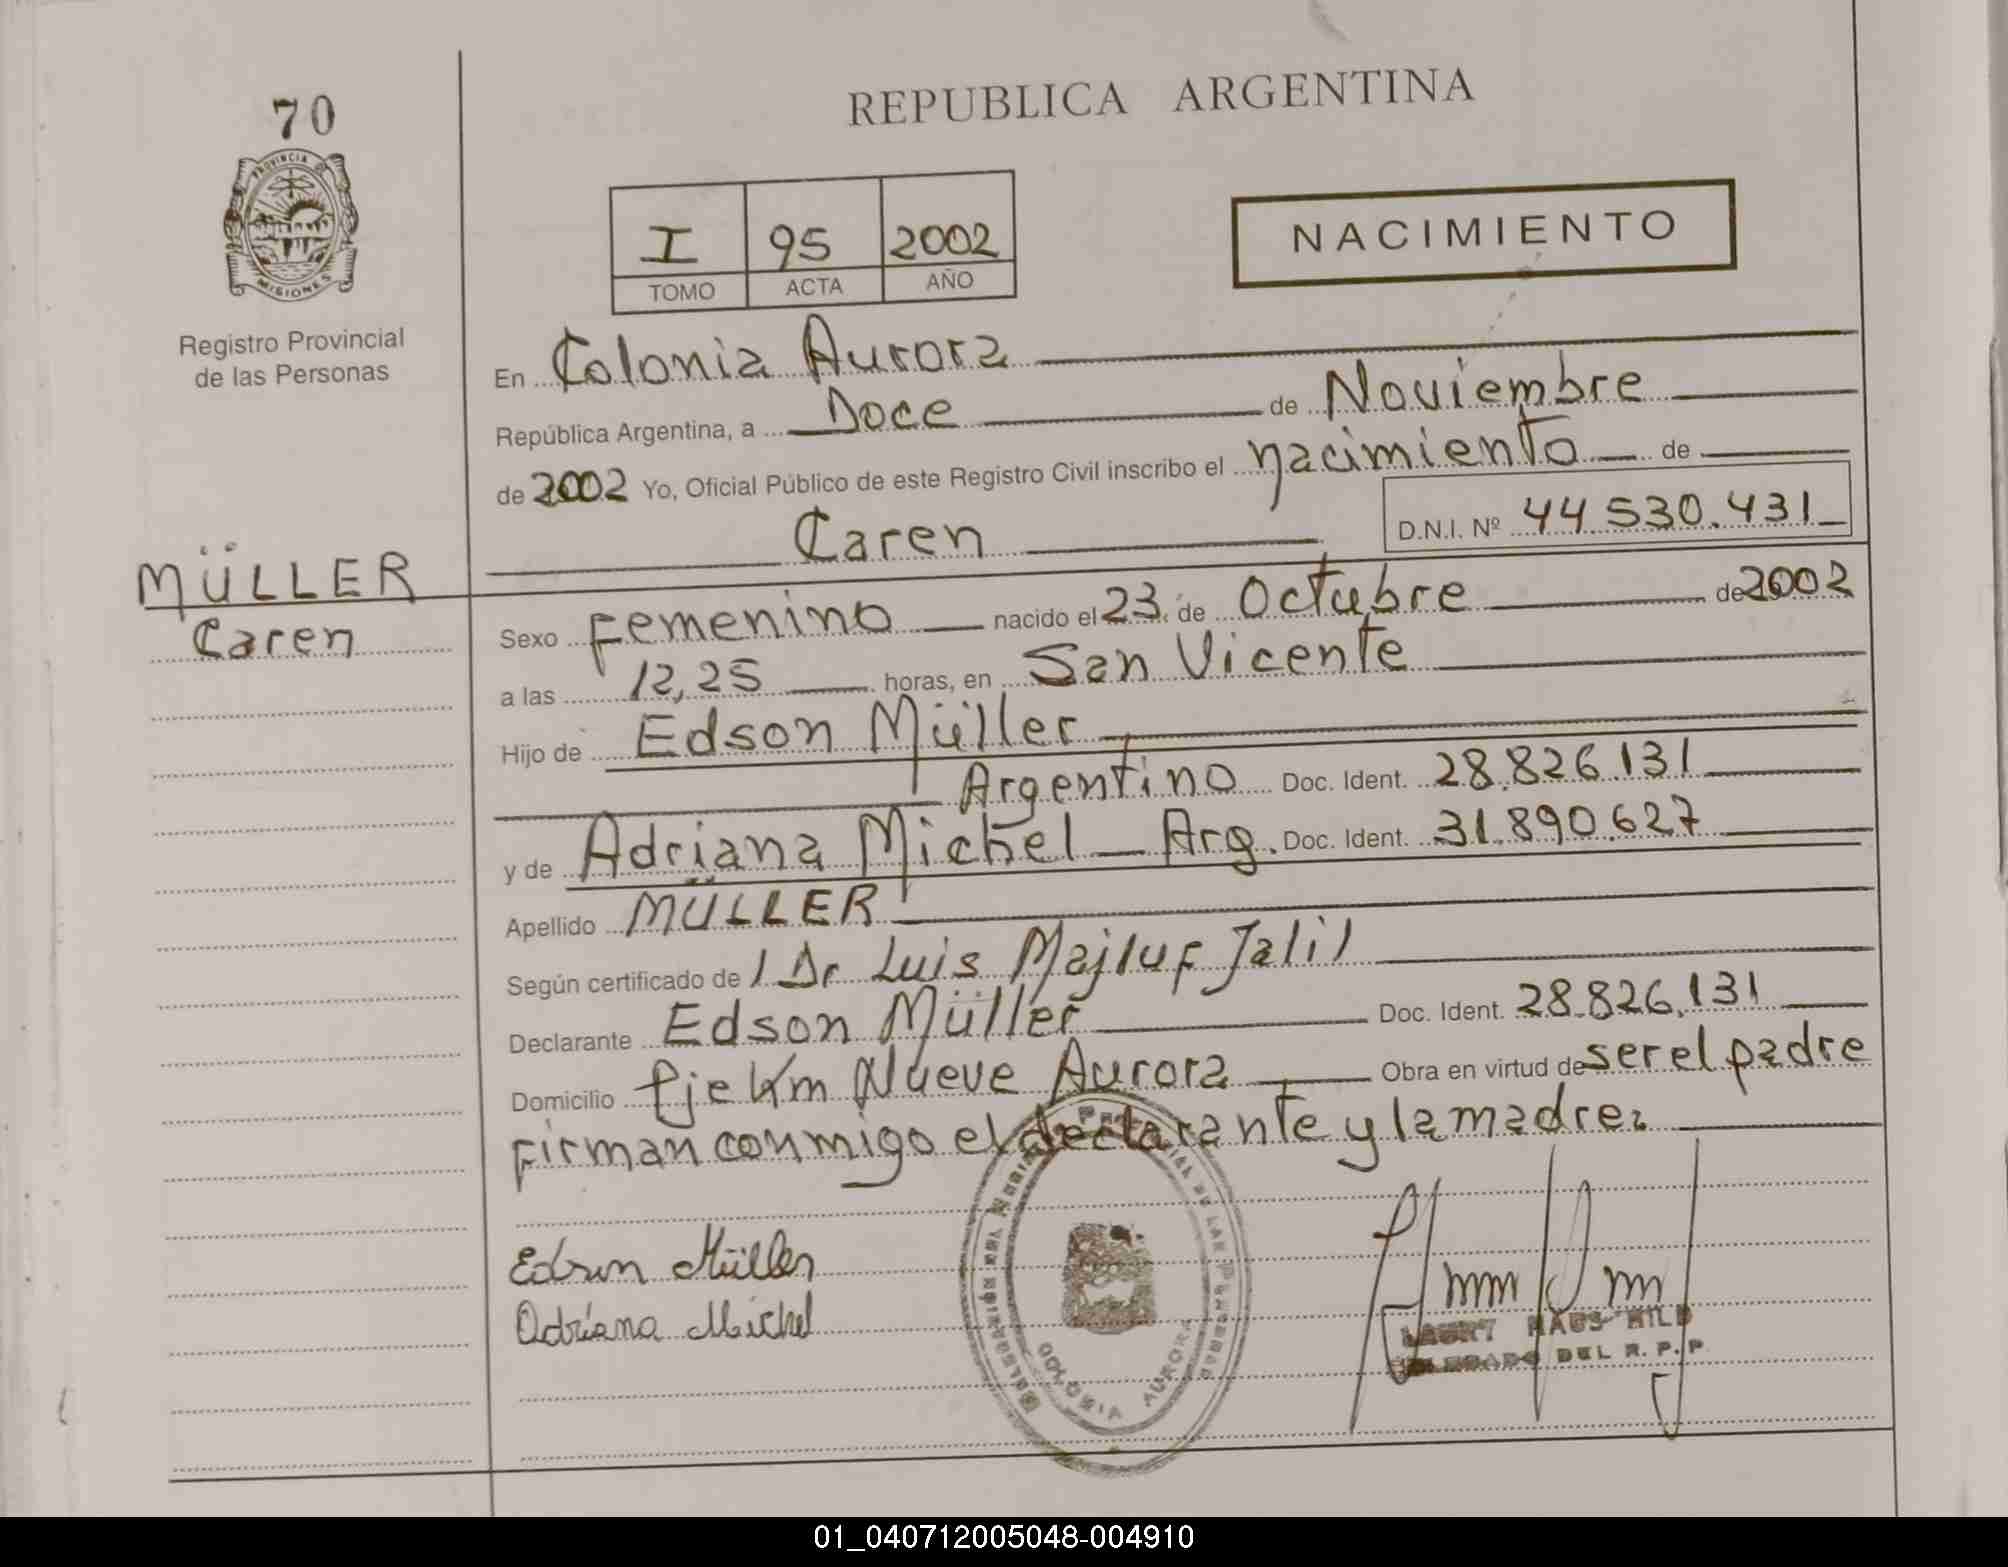 70
REPUBLICA ARGENTINA
PROVINCIA DE
MISIONES
Registro Provincial
de las Personas
I 95 2002
TOMO ACTA AÑO
NACIMIENTO
En Colonia Aurora
República Argentina, a Doce de Noviembre
de 2002 Yo, Oficial Público de este Registro Civil inscribo el nacimiento de
Caren D.N.I. Nº 44 530.431
MÜLLER
Caren
Sexo Femenino nacido el 23 de Octubre de 2002
a las 12,25 horas, en San Vicente
Hijo de Edson Müller
Argentino Doc. Ident. 28.826.131
y de Adriana Michel Arg. Doc. Ident. 31.890.627
Apellido MÜLLER
Según certificado de l Dr Luis Majluf Jalil
Declarante Edson Müller Doc. Ident. 28.826.131
Domicilio Pje Km Nueve Aurora Obra en virtud de ser el padre
Firman conmigo el declarante y la madre
Edson Müller
Adriana Michel
COLONIA AURORA
HAUS HILD
DEL R.P.P.
01_040712005048-004910